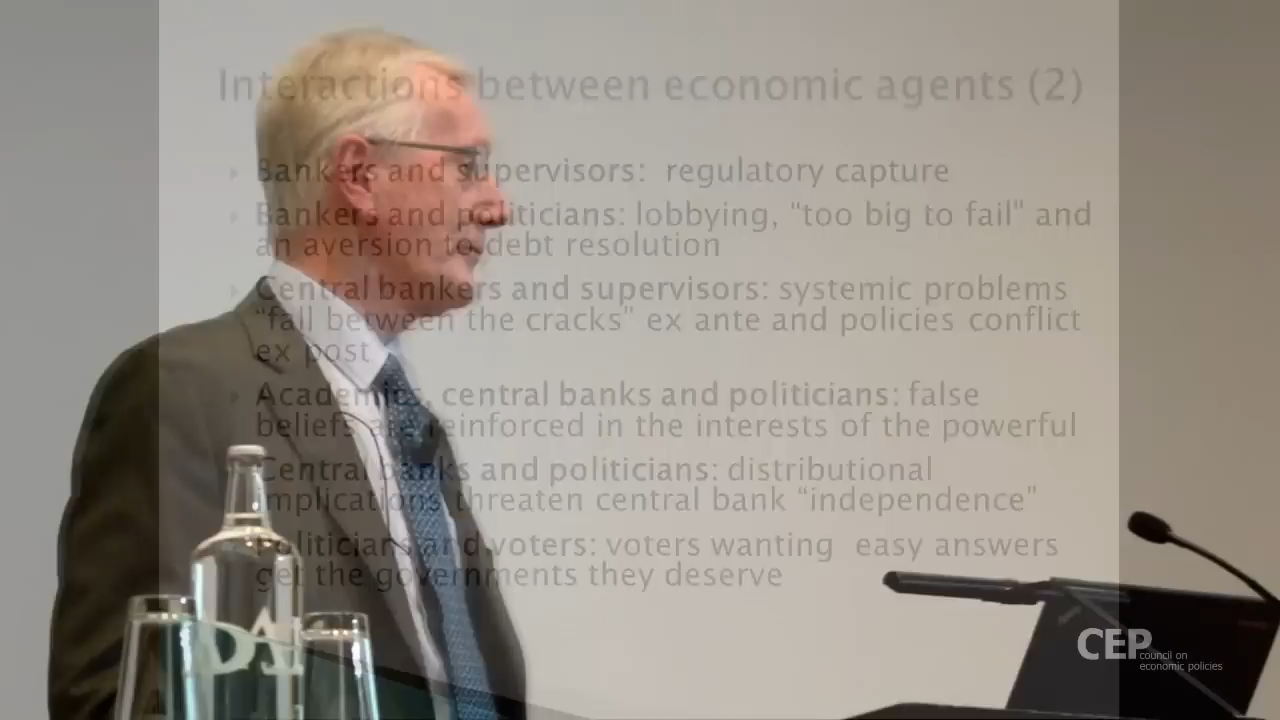 Interactions between economic agents (2)
Bankers and supervisors:  regulatory capture
Bankers and politicians: lobbying, "too big to fail" and
an aversion to debt resolution
Central bankers and supervisors: systemic problems
"fall between the cracks" ex ante and policies conflict
ex post
Academics, central banks and politicians: false
beliefs are reinforced in the interests of the powerful
Central banks and politicians: distributional
implications threaten central bank "independence"
Politicians and voters: voters wanting  easy answers
get the governments they deserve
CEP council on
economic policies